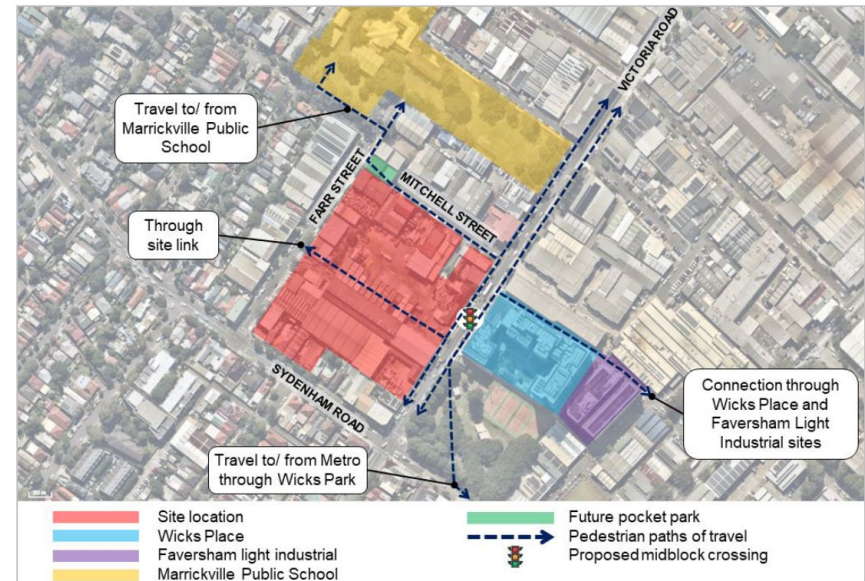 VICTORIA ROAD
Travel to/ from
Marrickville Public
School
FARR STREET
MITCHELL STREET
Through
site link
SYDENHAM ROAD
Connection through
Wicks Place and
Faversham Light
Industrial sites
Travel to/ from Metro
through Wicks Park
Site location
Wicks Place
Faversham light industrial
Marrickville Public School
Future pocket park
Pedestrian paths of travel
Proposed midblock crossing